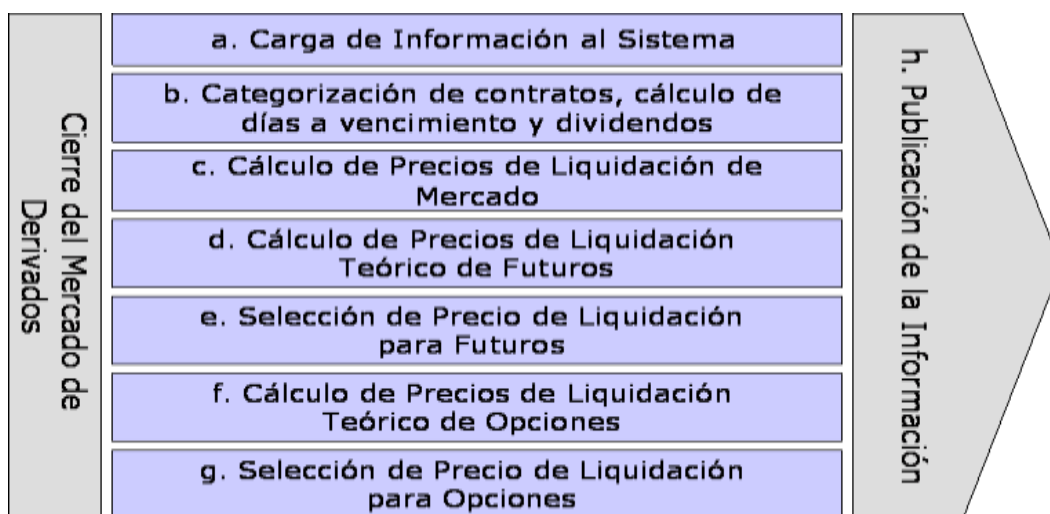 Cierre del Mercado de
Derivados
a. Carga de Información al Sistema
b. Categorización de contratos, cálculo de
días a vencimiento y dividendos
c. Cálculo de Precios de Liquidación de
Mercado
d. Cálculo de Precios de Liquidación
Teórico de Futuros
e. Selección de Precio de Liquidación
para Futuros
f. Cálculo de Precios de Liquidación
Teórico de Opciones
g. Selección de Precio de Liquidación
para Opciones
h. Publicación de la Información